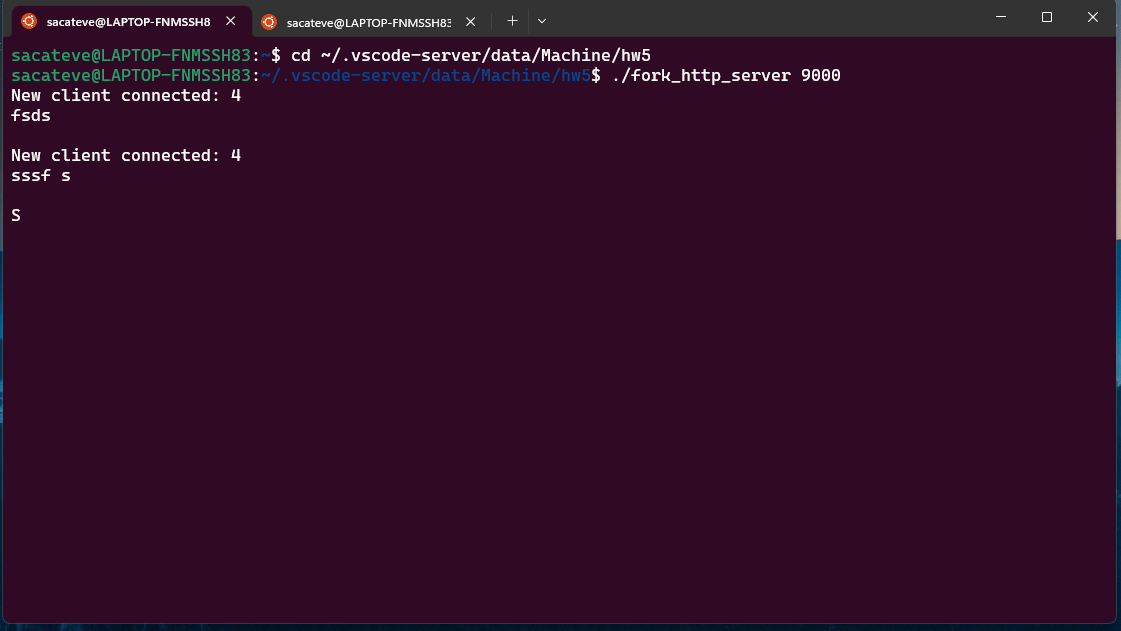 sacateve@LAPTOP-FNMSSH8
sacateve@LAPTOP-FNMSSH83:
sacateve@LAPTOP-FNMSSH83:~$ cd ~/.vscode-server/data/Machine/hw5
sacateve@LAPTOP-FNMSSH83:~/.vscode-server/data/Machine/hw5$ ./fork_http_server 9000
New client connected: 4
fsds
New client connected: 4
sssf s
S